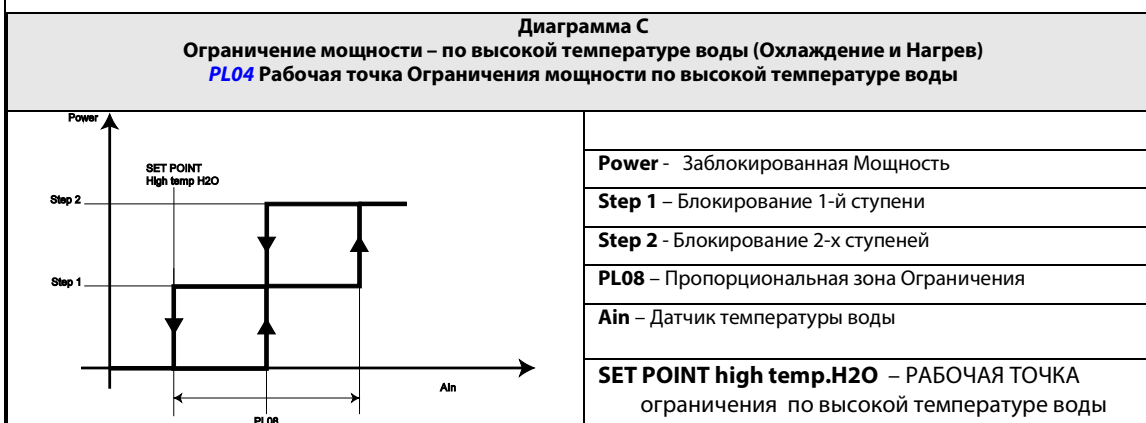 Диаграмма C
Ограничение мощности – по высокой температуре воды (Охлаждение и Нагрев)
PL04 Рабочая точка Ограничения мощности по высокой температуре воды
Power
SET POINT
High temp H2O
Step 2
Step 1
Ain
PL08
Power - Заблокированная Мощность
Step 1 – Блокирование 1-й ступени
Step 2 - Блокирование 2-х ступеней
PL08 – Пропорциональная зона Ограничения
Ain – Датчик температуры воды
SET POINT high temp.H2O – РАБОЧАЯ ТОЧКА
ограничения по высокой температуре воды